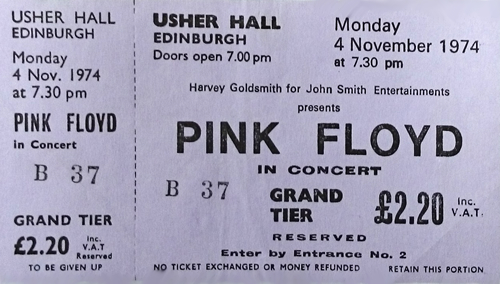 USHER HALL
EDINBURGH
Monday
4 Nov. 1974
at 7.30 pm
PINK FLOYD
in Concert
B 37
GRAND TIER
£2.20 inc. V.A.T Reserved
TO BE GIVEN UP
USHER HALL
EDINBURGH
Doors open 7.00 pm
Monday
4 November 1974
at 7.30 pm
Harvey Goldsmith for John Smith Entertainments
presents
PINK FLOYD
IN CONCERT
B 37
GRAND
TIER
£2.20 inc. V.A.T.
RESERVED
Enter by Entrance No. 2
NO TICKET EXCHANGED OR MONEY REFUNDED
RETAIN THIS PORTION